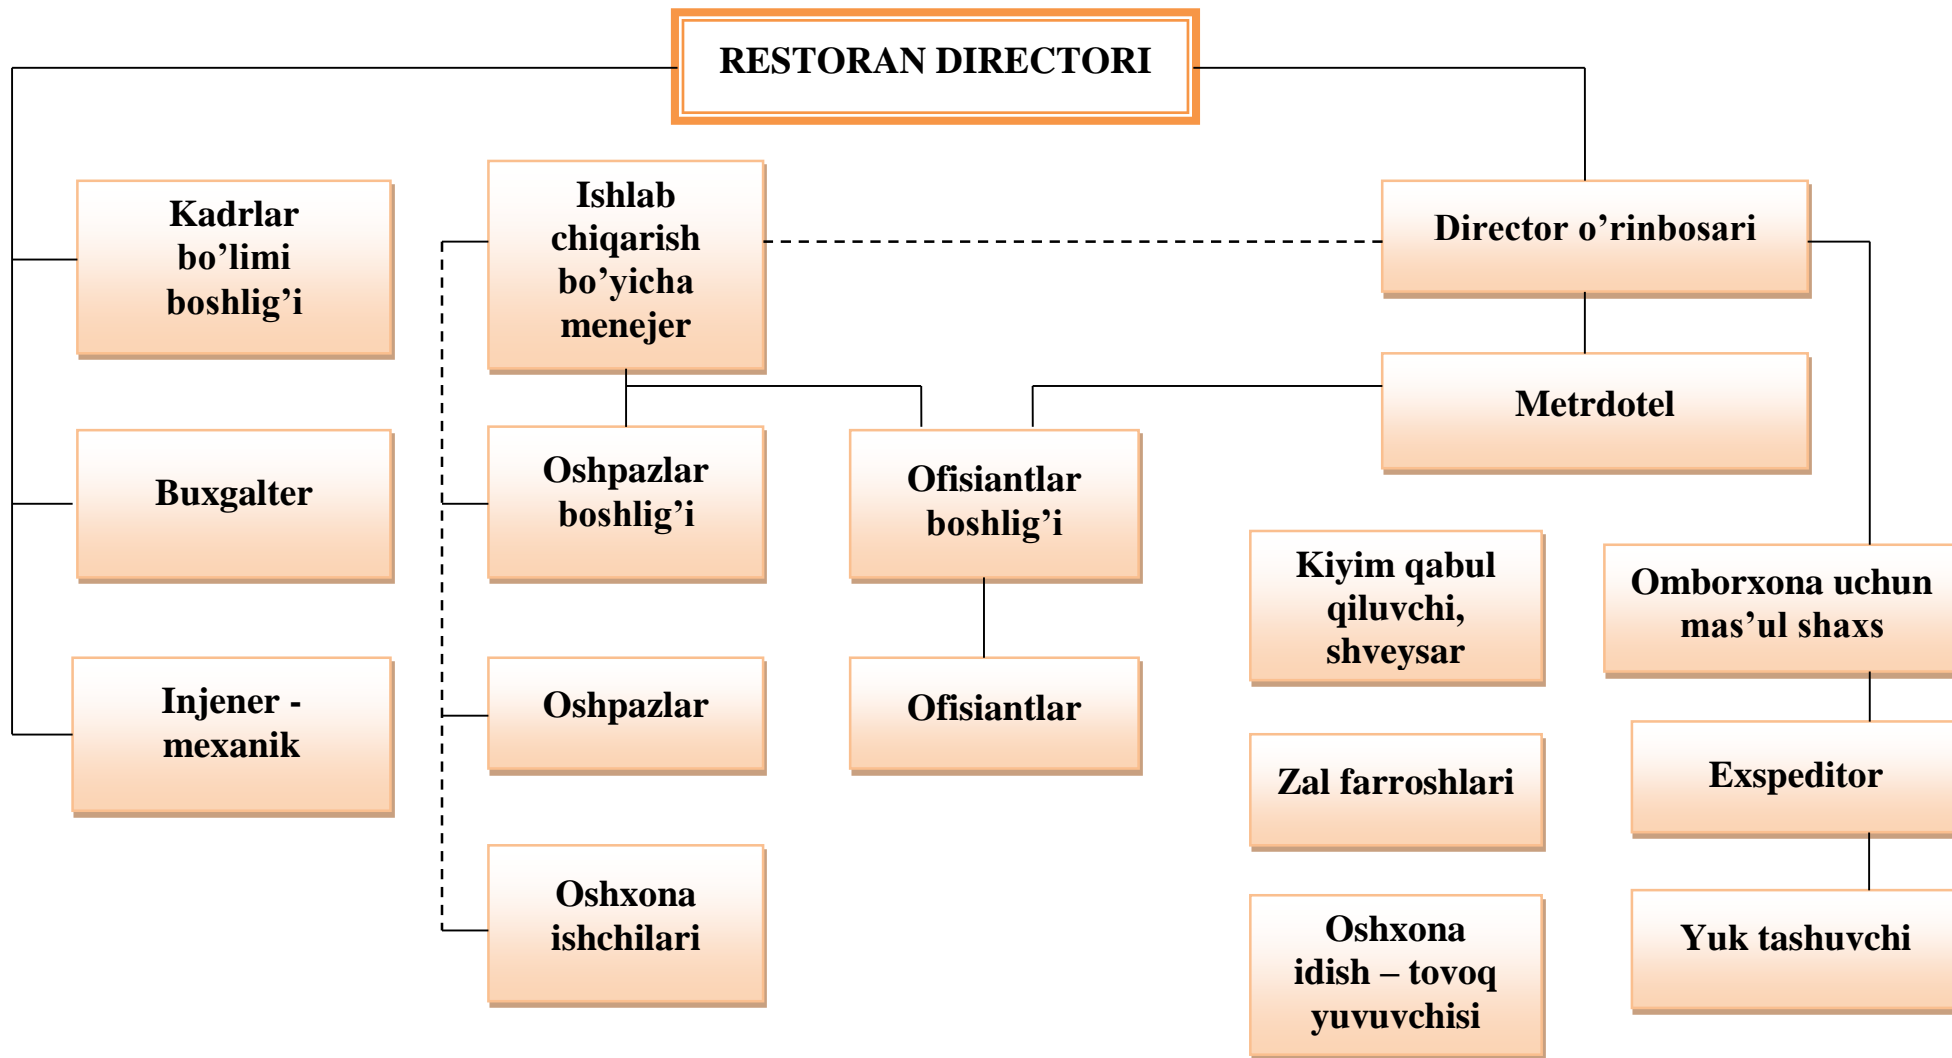 RESTORAN DIRECTORI
Kadrlar
bo’limi
boshlig’i
Ishlab
chiqarish
bo’yicha
menejer
Director o’rinbosari
Metrdotel
Buxgalter
Oshpazlar
boshlig’i
Ofisiantlar
boshlig’i
Kiyim qabul
qiluvchi,
shveysar
Omborxona uchun
mas’ul shaxs
Injener -
mexanik
Oshpazlar
Ofisiantlar
Zal farroshlari
Exspeditor
Oshxona
ishchilari
Oshxona
idish – tovoq
yuvuvchisi
Yuk tashuvchi